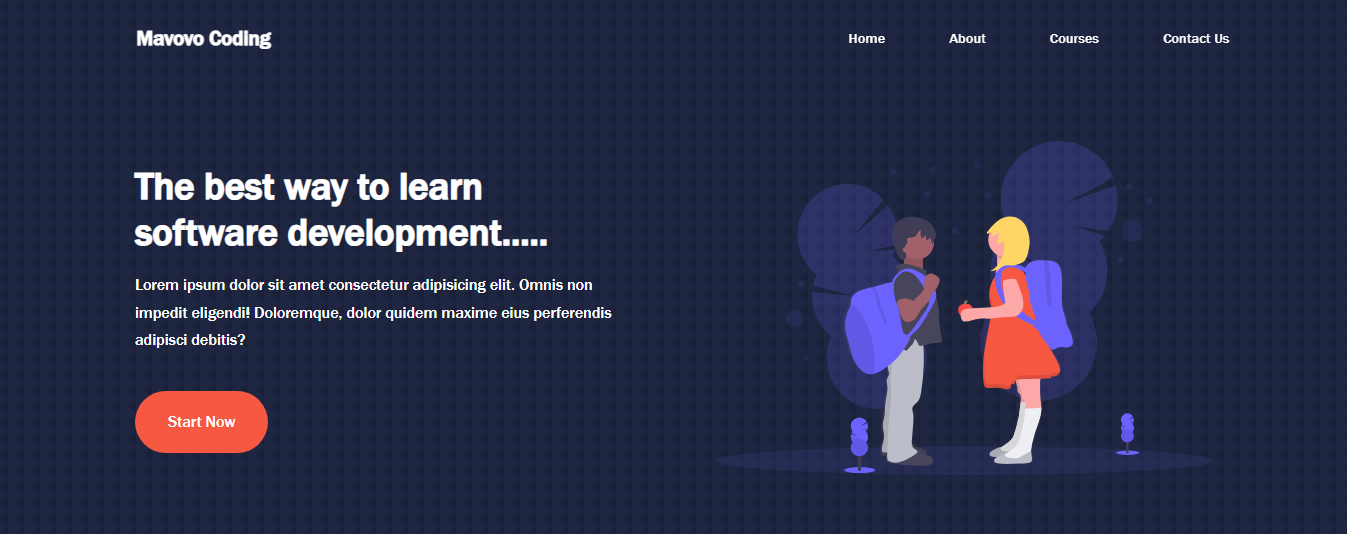 Mavovo Coding
Home About Courses Contact Us
The best way to learn
software development.....
Lorem ipsum dolor sit amet consectetur adipisicing elit. Omnis non
impedit eligendi! Doloremque, dolor quidem maxime eius perferendis
adipisci debitis?
Start Now